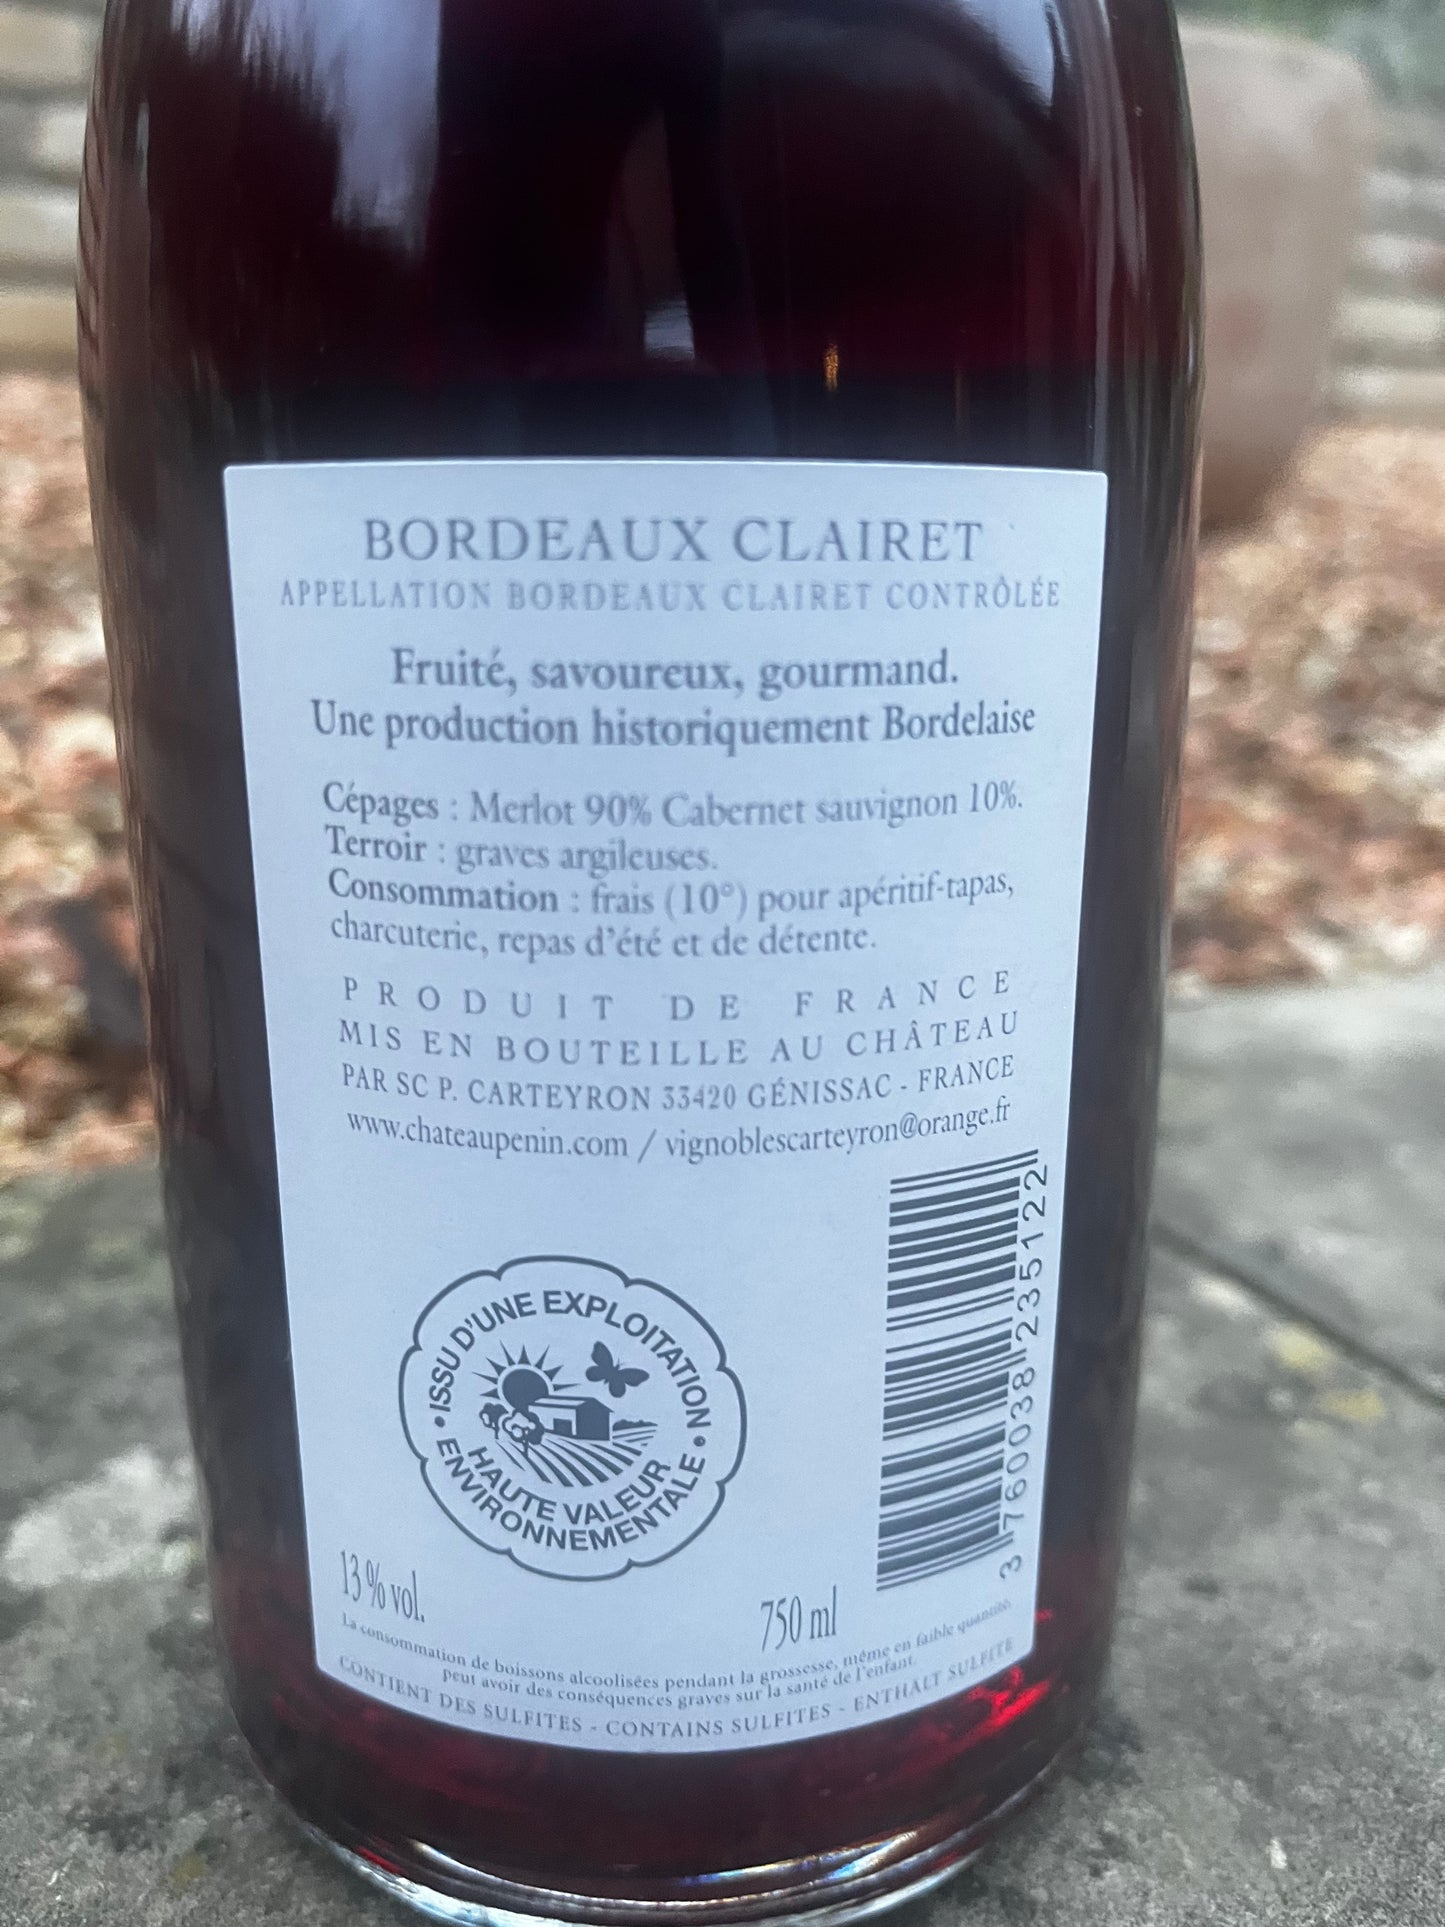 BORDEAUX CLAIRET
APPELLATION BORDEAUX CLAIRET CONTRÔLÉE
Fruité, savoureux, gourmand.
Une production historiquement Bordelaise
Cépages : Merlot 90% Cabernet sauvignon 10%.
Terroir : graves argileuses.
Consommation : frais (10°) pour apéritif-tapas,
charcuterie, repas d'été et de détente.
PRODUIT DE FRANCE
MIS EN BOUTEILLE AU CHÂTEAU
PAR SC P. CARTEYRON 33420 GÉNISSAC - FRANCE
www.chateaupenin.com / vignoblescarteyron@orange.fr
• ISSU D'UNE EXPLOITATION •
HAUTE VALEUR
ENVIRONNEMENTALE
3 760038 235122
13 % vol.
750 ml
La consommation de boissons alcoolisées pendant la grossesse, même en faible quantité,
peut avoir des conséquences graves sur la santé de l'enfant.
CONTIENT DES SULFITES - CONTAINS SULFITES - ENTHALT SULFITE